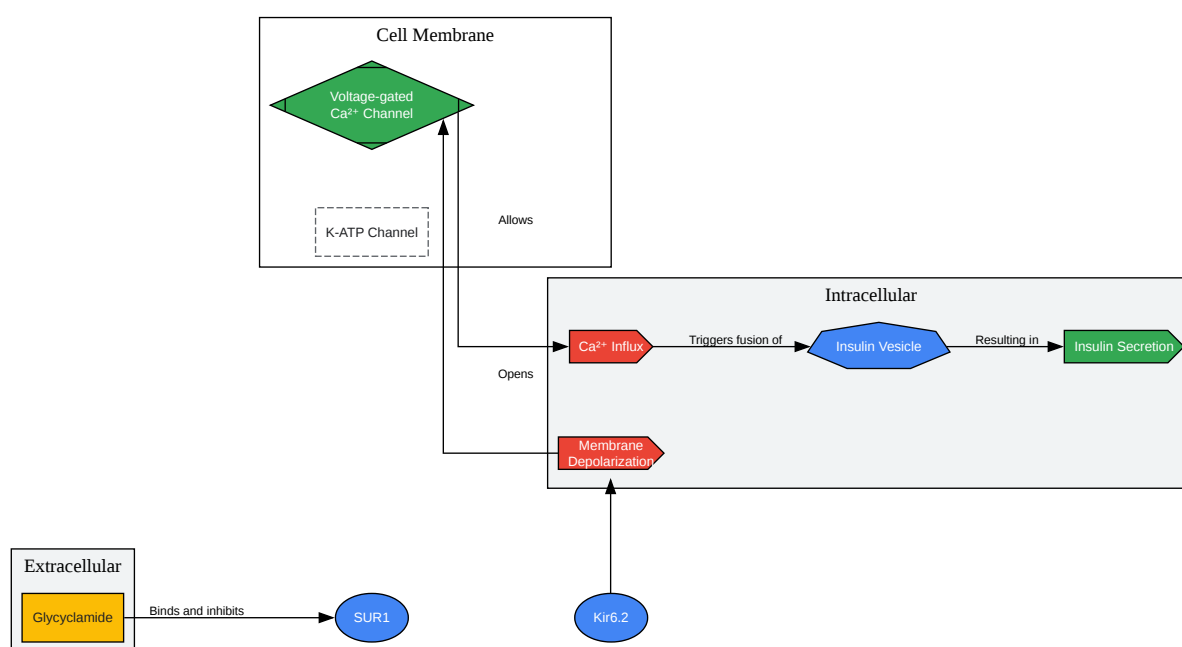 Cell Membrane
Voltage-gated
Ca²⁺ Channel
K-ATP Channel
Allows
Intracellular
Ca²⁺ Influx
Triggers fusion of
Insulin Vesicle
Resulting in
Insulin Secretion
Opens
Membrane
Depolarization
Extracellular
Glycyclamide
Binds and inhibits
SUR1
Kir6.2